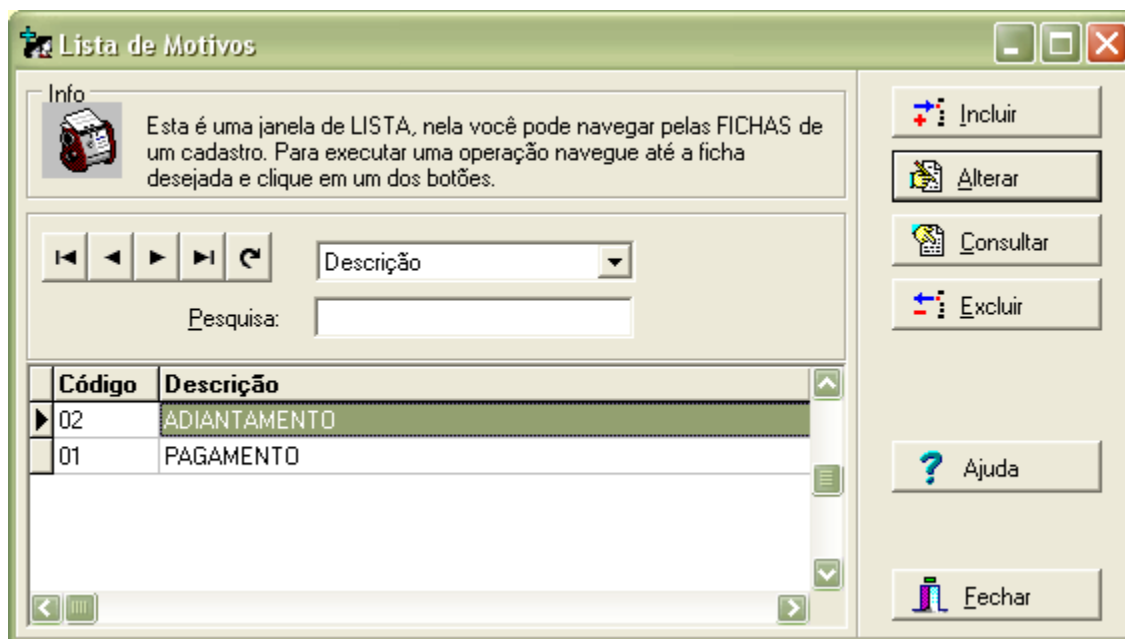 Lista de Motivos
Info
Esta é uma janela de LISTA, nela você pode navegar pelas FICHAS de
um cadastro. Para executar uma operação navegue até a ficha
desejada e clique em um dos botões.
Descrição
Pesquisa:
Código Descrição
02 ADIANTAMENTO
01 PAGAMENTO
Incluir
Alterar
Consultar
Excluir
Ajuda
Fechar